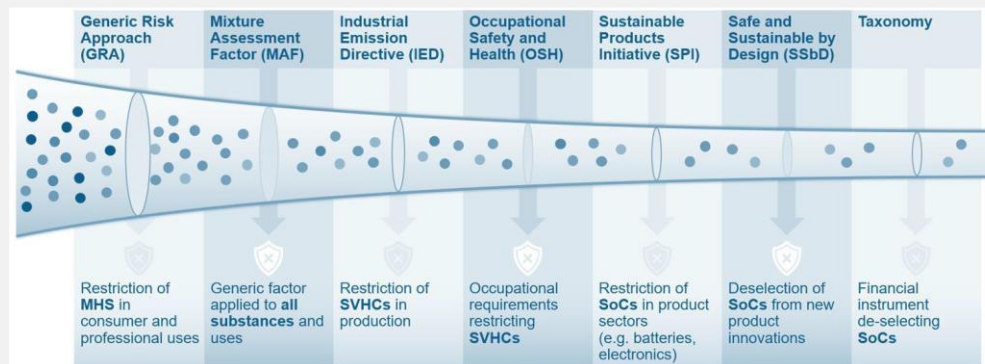 Generic Risk
Approach
(GRA)
Mixture
Assessment
Factor (MAF)
Industrial
Emission
Directive (IED)
Occupational
Safety and
Health (OSH)
Sustainable
Products
Initiative (SPI)
Safe and
Sustainable by
Design (SSbD)
Taxonomy
Restriction of
MHS in
consumer and
professional uses
Generic factor
applied to all
substances and
uses
Restriction of
SVHCs in
production
Occupational
requirements
restricting
SVHCs
Restriction of
SoCs in product
sectors
(e.g. batteries,
electronics)
Deselection of
SoCs from new
product
innovations
Financial
instrument
de-selecting
SoCs